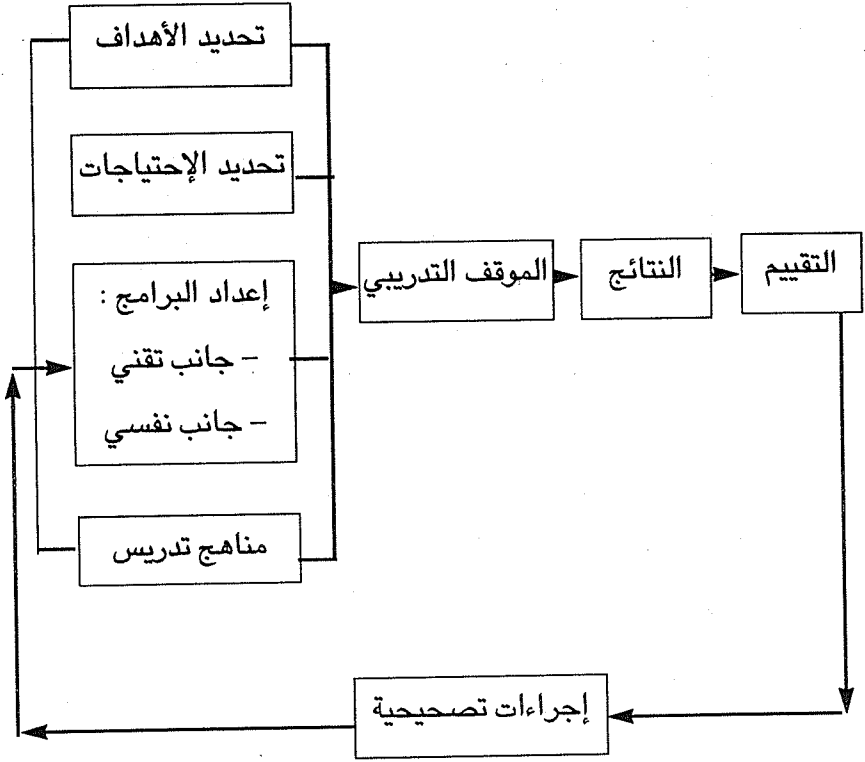 تحديد الأهداف
تحديد الإحتياجات
إعداد البرامج :
– جانب تقني
– جانب نفسي
مناهج تدريس
الموقف التدريبي
النتائج
التقييم
إجراءات تصحيحية